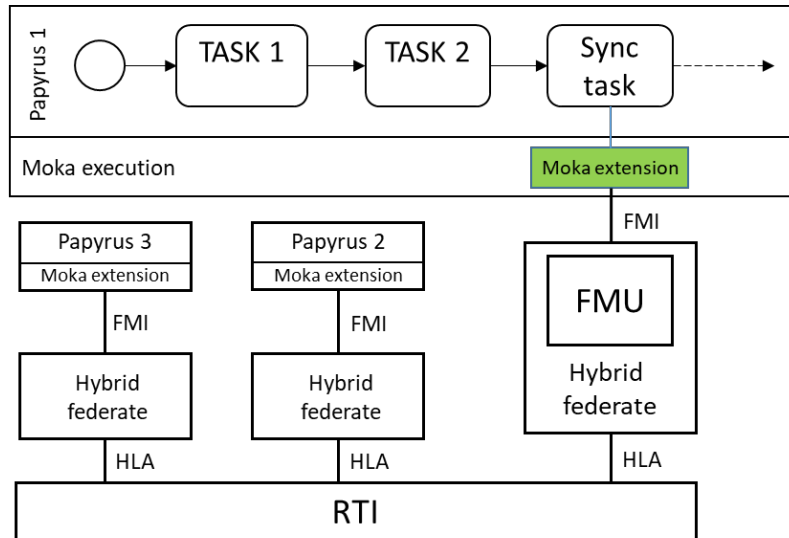 Papyrus 1
TASK 1
TASK 2
Sync
task
Moka execution
Moka extension
FMI
Papyrus 3
Moka extension
FMI
Hybrid
federate
HLA
Papyrus 2
Moka extension
FMI
Hybrid
federate
HLA
FMU
Hybrid
federate
HLA
RTI